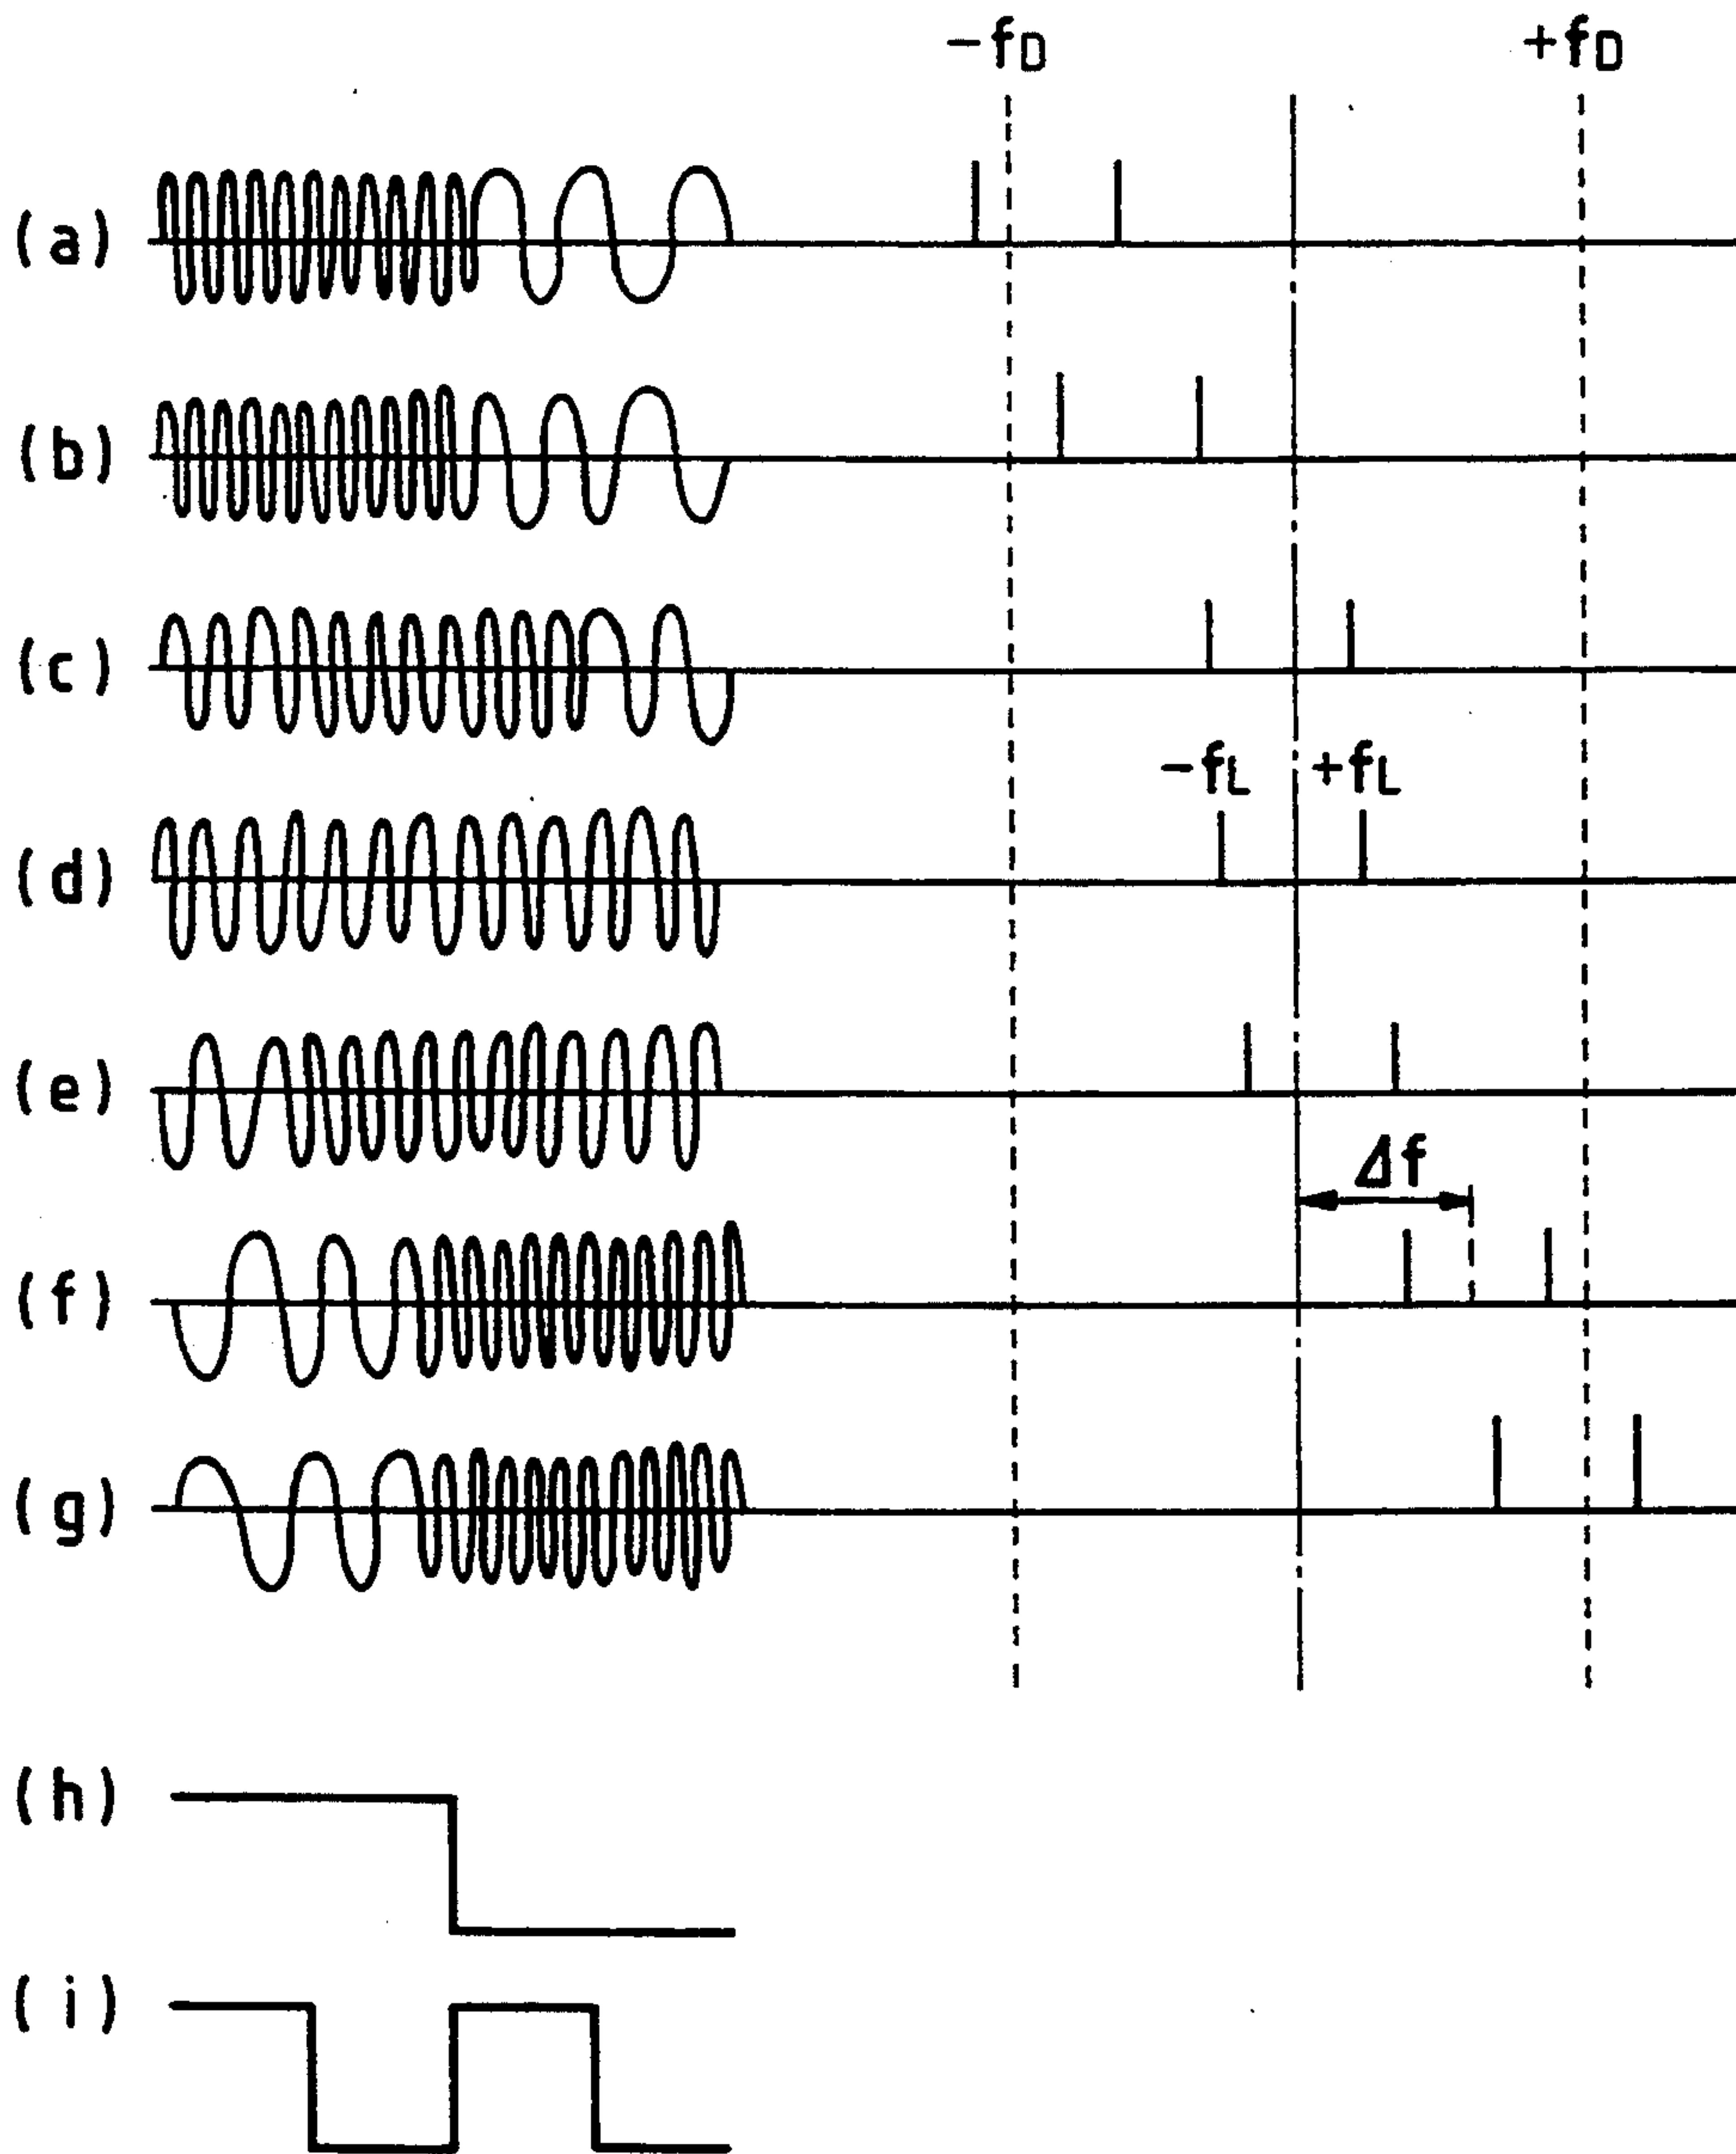 -fD +fD
(a)
(b)
(c)
-fL +fL
(d)
(e)
Δf
(f)
(g)
(h)
(i)